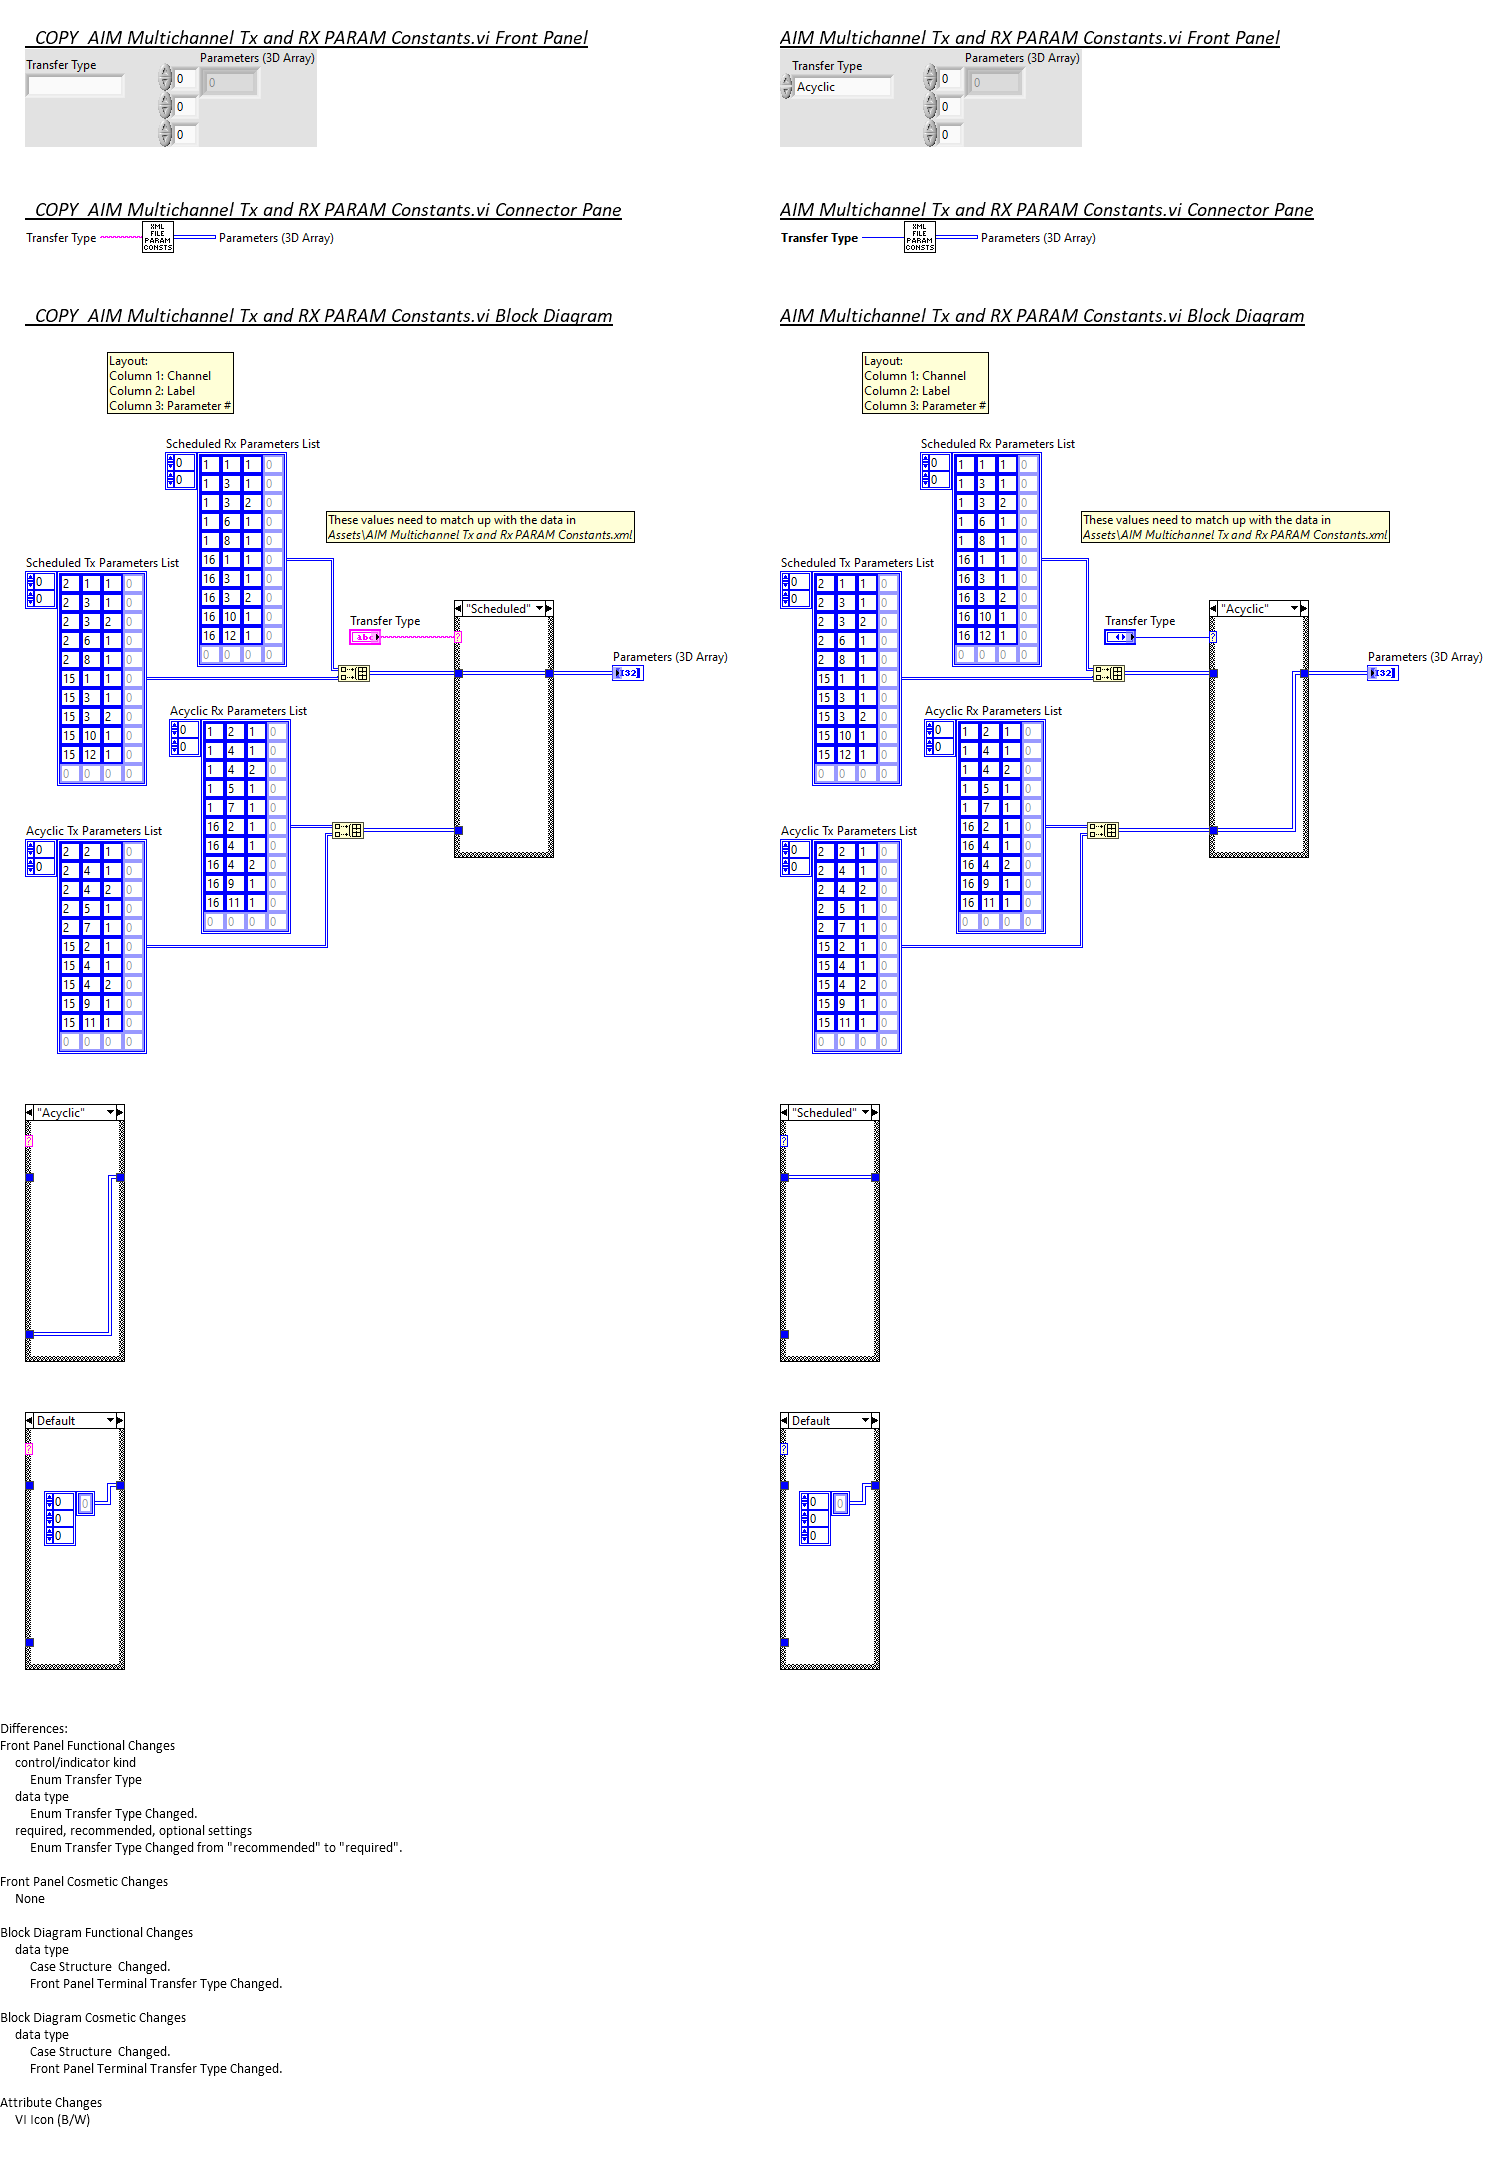 COPY  AIM Multichannel Tx and RX PARAM Constants.vi Front Panel
Transfer Type
Parameters (3D Array)
0
0
0
0
AIM Multichannel Tx and RX PARAM Constants.vi Front Panel
Transfer Type
Acyclic
Parameters (3D Array)
0
0
0
0
COPY  AIM Multichannel Tx and RX PARAM Constants.vi Connector Pane
Transfer Type
XML
FILE
PARAM
CONSTS
Parameters (3D Array)
AIM Multichannel Tx and RX PARAM Constants.vi Connector Pane
Transfer Type
XML
FILE
PARAM
CONSTS
Parameters (3D Array)
COPY  AIM Multichannel Tx and RX PARAM Constants.vi Block Diagram
Layout:
Column 1: Channel
Column 2: Label
Column 3: Parameter #
Scheduled Rx Parameters List
0
0
1 1 1 0
1 3 1 0
1 3 2 0
1 6 1 0
1 8 1 0
16 1 1 0
16 3 1 0
16 3 2 0
16 10 1 0
16 12 1 0
0 0 0 0
These values need to match up with the data in
Assets\AIM Multichannel Tx and Rx PARAM Constants.xml
Scheduled Tx Parameters List
0
0
2 1 1 0
2 3 1 0
2 3 2 0
2 6 1 0
2 8 1 0
15 1 1 0
15 3 1 0
15 3 2 0
15 10 1 0
15 12 1 0
0 0 0 0
Transfer Type
abc
"Scheduled"
?
Parameters (3D Array)
I32
Acyclic Rx Parameters List
0
0
1 2 1 0
1 4 1 0
1 4 2 0
1 5 1 0
1 7 1 0
16 2 1 0
16 4 1 0
16 4 2 0
16 9 1 0
16 11 1 0
0 0 0 0
Acyclic Tx Parameters List
0
0
2 2 1 0
2 4 1 0
2 4 2 0
2 5 1 0
2 7 1 0
15 2 1 0
15 4 1 0
15 4 2 0
15 9 1 0
15 11 1 0
0 0 0 0
"Acyclic"
?
Default
?
0
0
0
0
AIM Multichannel Tx and RX PARAM Constants.vi Block Diagram
Layout:
Column 1: Channel
Column 2: Label
Column 3: Parameter #
Scheduled Rx Parameters List
0
0
1 1 1 0
1 3 1 0
1 3 2 0
1 6 1 0
1 8 1 0
16 1 1 0
16 3 1 0
16 3 2 0
16 10 1 0
16 12 1 0
0 0 0 0
These values need to match up with the data in
Assets\AIM Multichannel Tx and Rx PARAM Constants.xml
Scheduled Tx Parameters List
0
0
2 1 1 0
2 3 1 0
2 3 2 0
2 6 1 0
2 8 1 0
15 1 1 0
15 3 1 0
15 3 2 0
15 10 1 0
15 12 1 0
0 0 0 0
Transfer Type
"Acyclic"
?
Parameters (3D Array)
I32
Acyclic Rx Parameters List
0
0
1 2 1 0
1 4 1 0
1 4 2 0
1 5 1 0
1 7 1 0
16 2 1 0
16 4 1 0
16 4 2 0
16 9 1 0
16 11 1 0
0 0 0 0
Acyclic Tx Parameters List
0
0
2 2 1 0
2 4 1 0
2 4 2 0
2 5 1 0
2 7 1 0
15 2 1 0
15 4 1 0
15 4 2 0
15 9 1 0
15 11 1 0
0 0 0 0
"Scheduled"
?
Default
?
0
0
0
0
Differences:
Front Panel Functional Changes
control/indicator kind
Enum Transfer Type
data type
Enum Transfer Type Changed.
required, recommended, optional settings
Enum Transfer Type Changed from "recommended" to "required".
Front Panel Cosmetic Changes
None
Block Diagram Functional Changes
data type
Case Structure  Changed.
Front Panel Terminal Transfer Type Changed.
Block Diagram Cosmetic Changes
data type
Case Structure  Changed.
Front Panel Terminal Transfer Type Changed.
Attribute Changes
VI Icon (B/W)